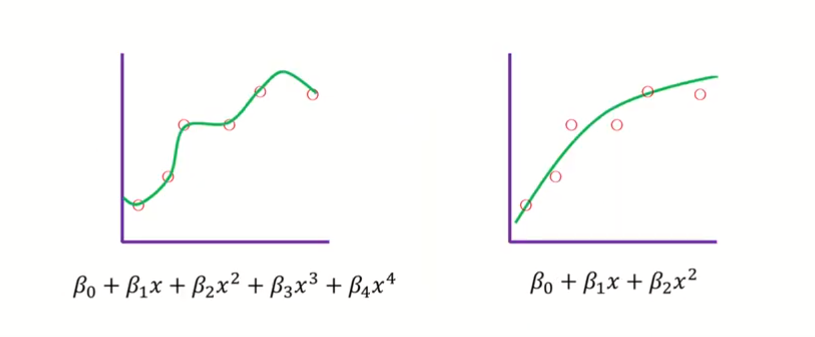 β₀ + β₁x + β₂x² + β₃x³ + β₄x⁴
β₀ + β₁x + β₂x²